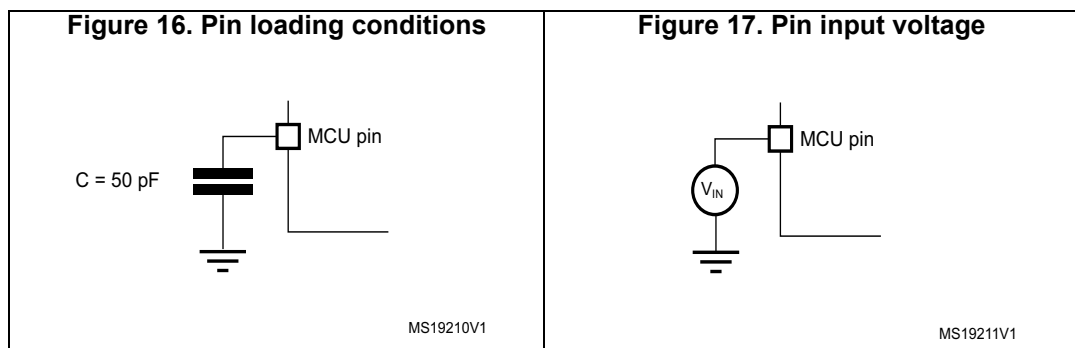 Figure 16. Pin loading conditions
MCU pin
C = 50 pF
MS19210V1
Figure 17. Pin input voltage
MCU pin
VIN
MS19211V1